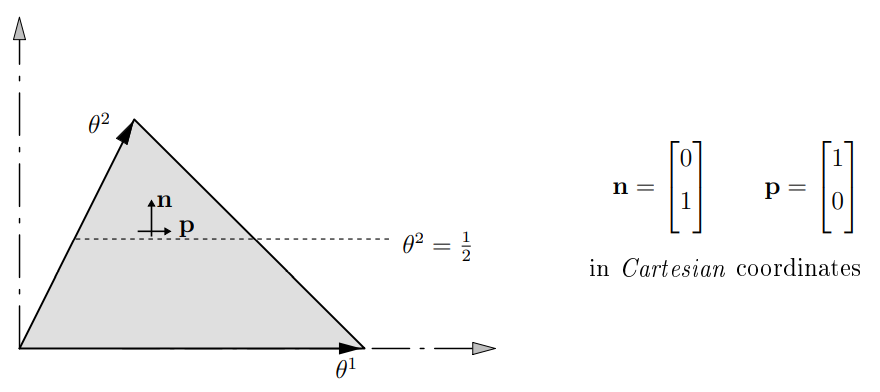 θ²
n
p
θ² = 1/2
θ¹
n = [0 1]
p = [1 0]
in Cartesian coordinates